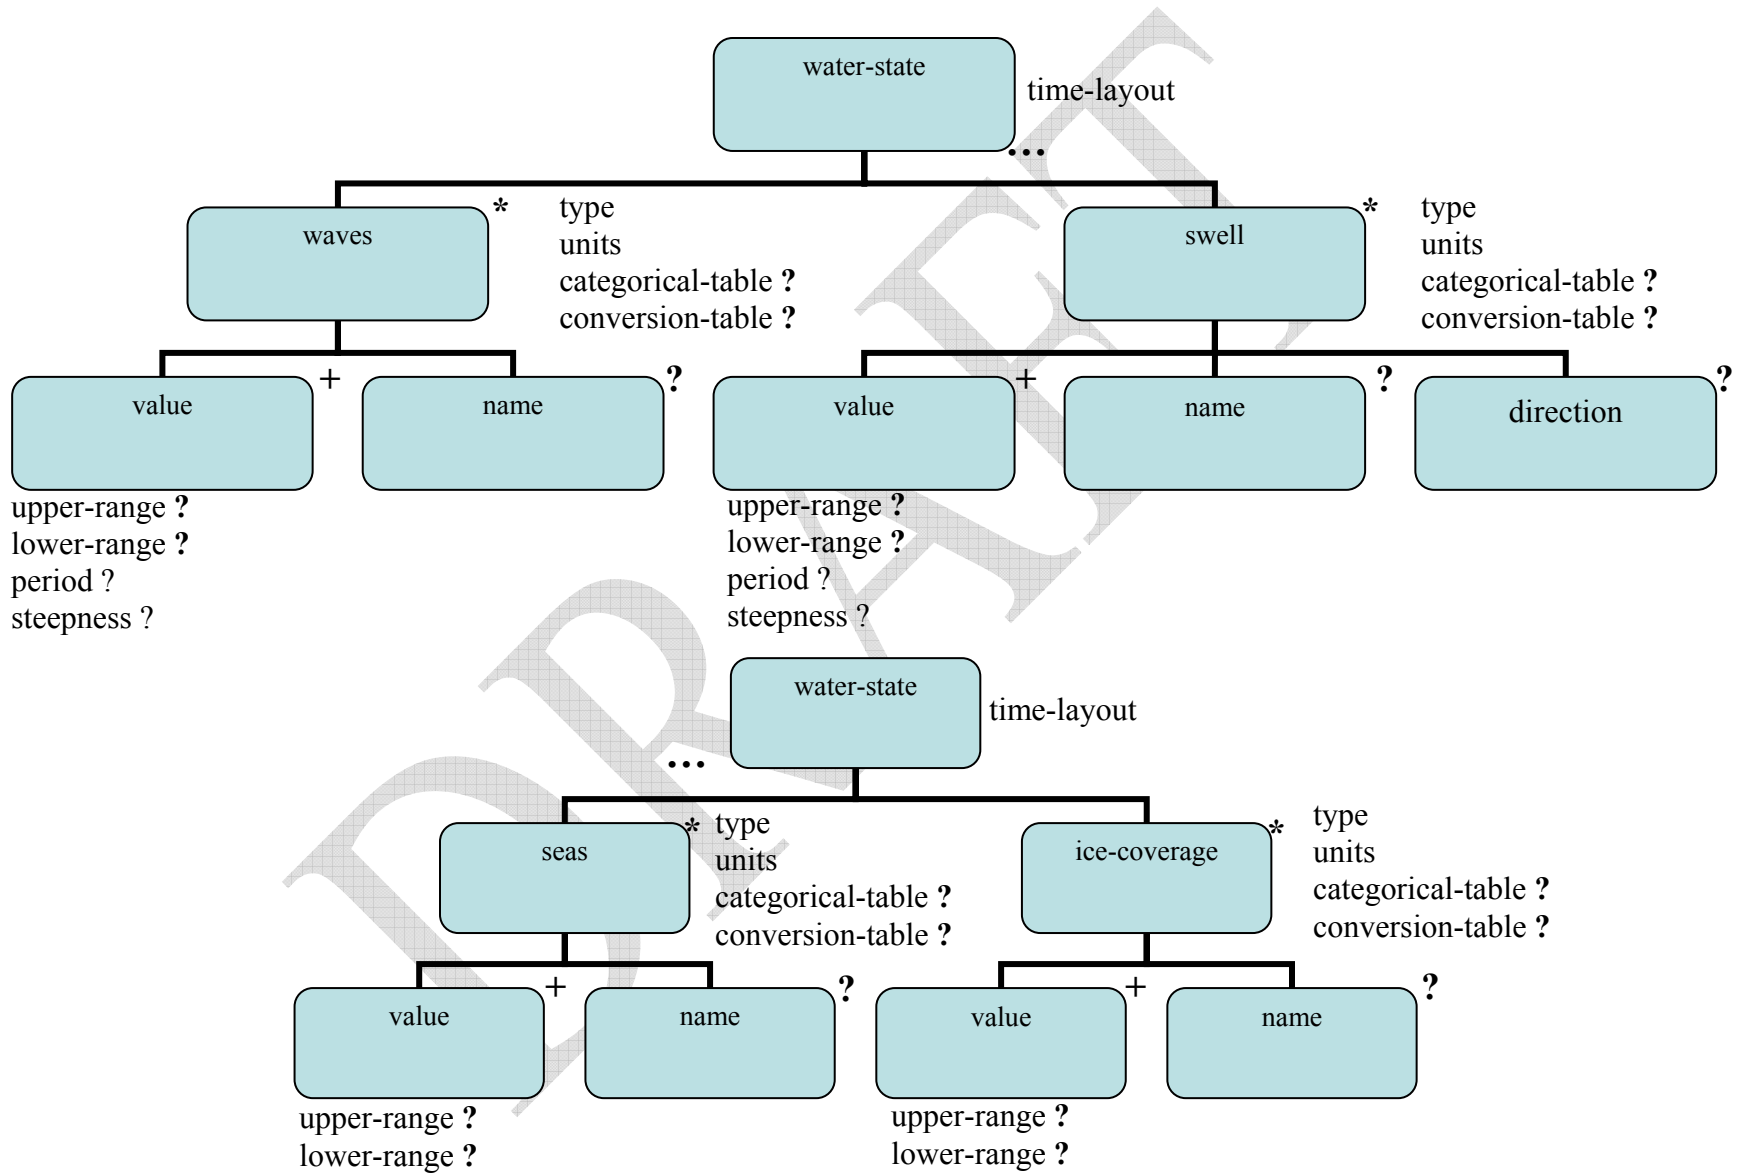 water-state
time-layout
...
waves
*
type
units
categorical-table ?
conversion-table ?
swell
*
type
units
categorical-table ?
conversion-table ?
value
+
name
?
value
+
name
?
direction
?
upper-range ?
lower-range ?
period ?
steepness ?
upper-range ?
lower-range ?
period ?
steepness ?
water-state
time-layout
...
seas
*
type
units
categorical-table ?
conversion-table ?
ice-coverage
*
type
units
categorical-table ?
conversion-table ?
value
+
name
?
value
+
name
?
upper-range ?
lower-range ?
upper-range ?
lower-range ?
DRAFT